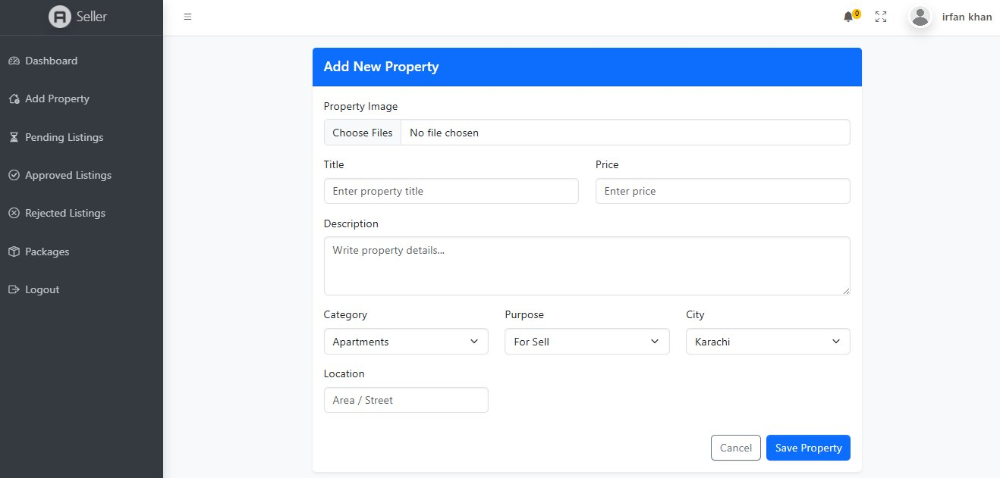 Seller
0
irfan khan
Dashboard
Add Property
Pending Listings
Approved Listings
Rejected Listings
Packages
Logout
Add New Property
Property Image
Choose Files No file chosen
Title Price
Enter property title Enter price
Description
Write property details...
Category Purpose City
Apartments For Sell Karachi
Location
Area / Street
Cancel Save Property